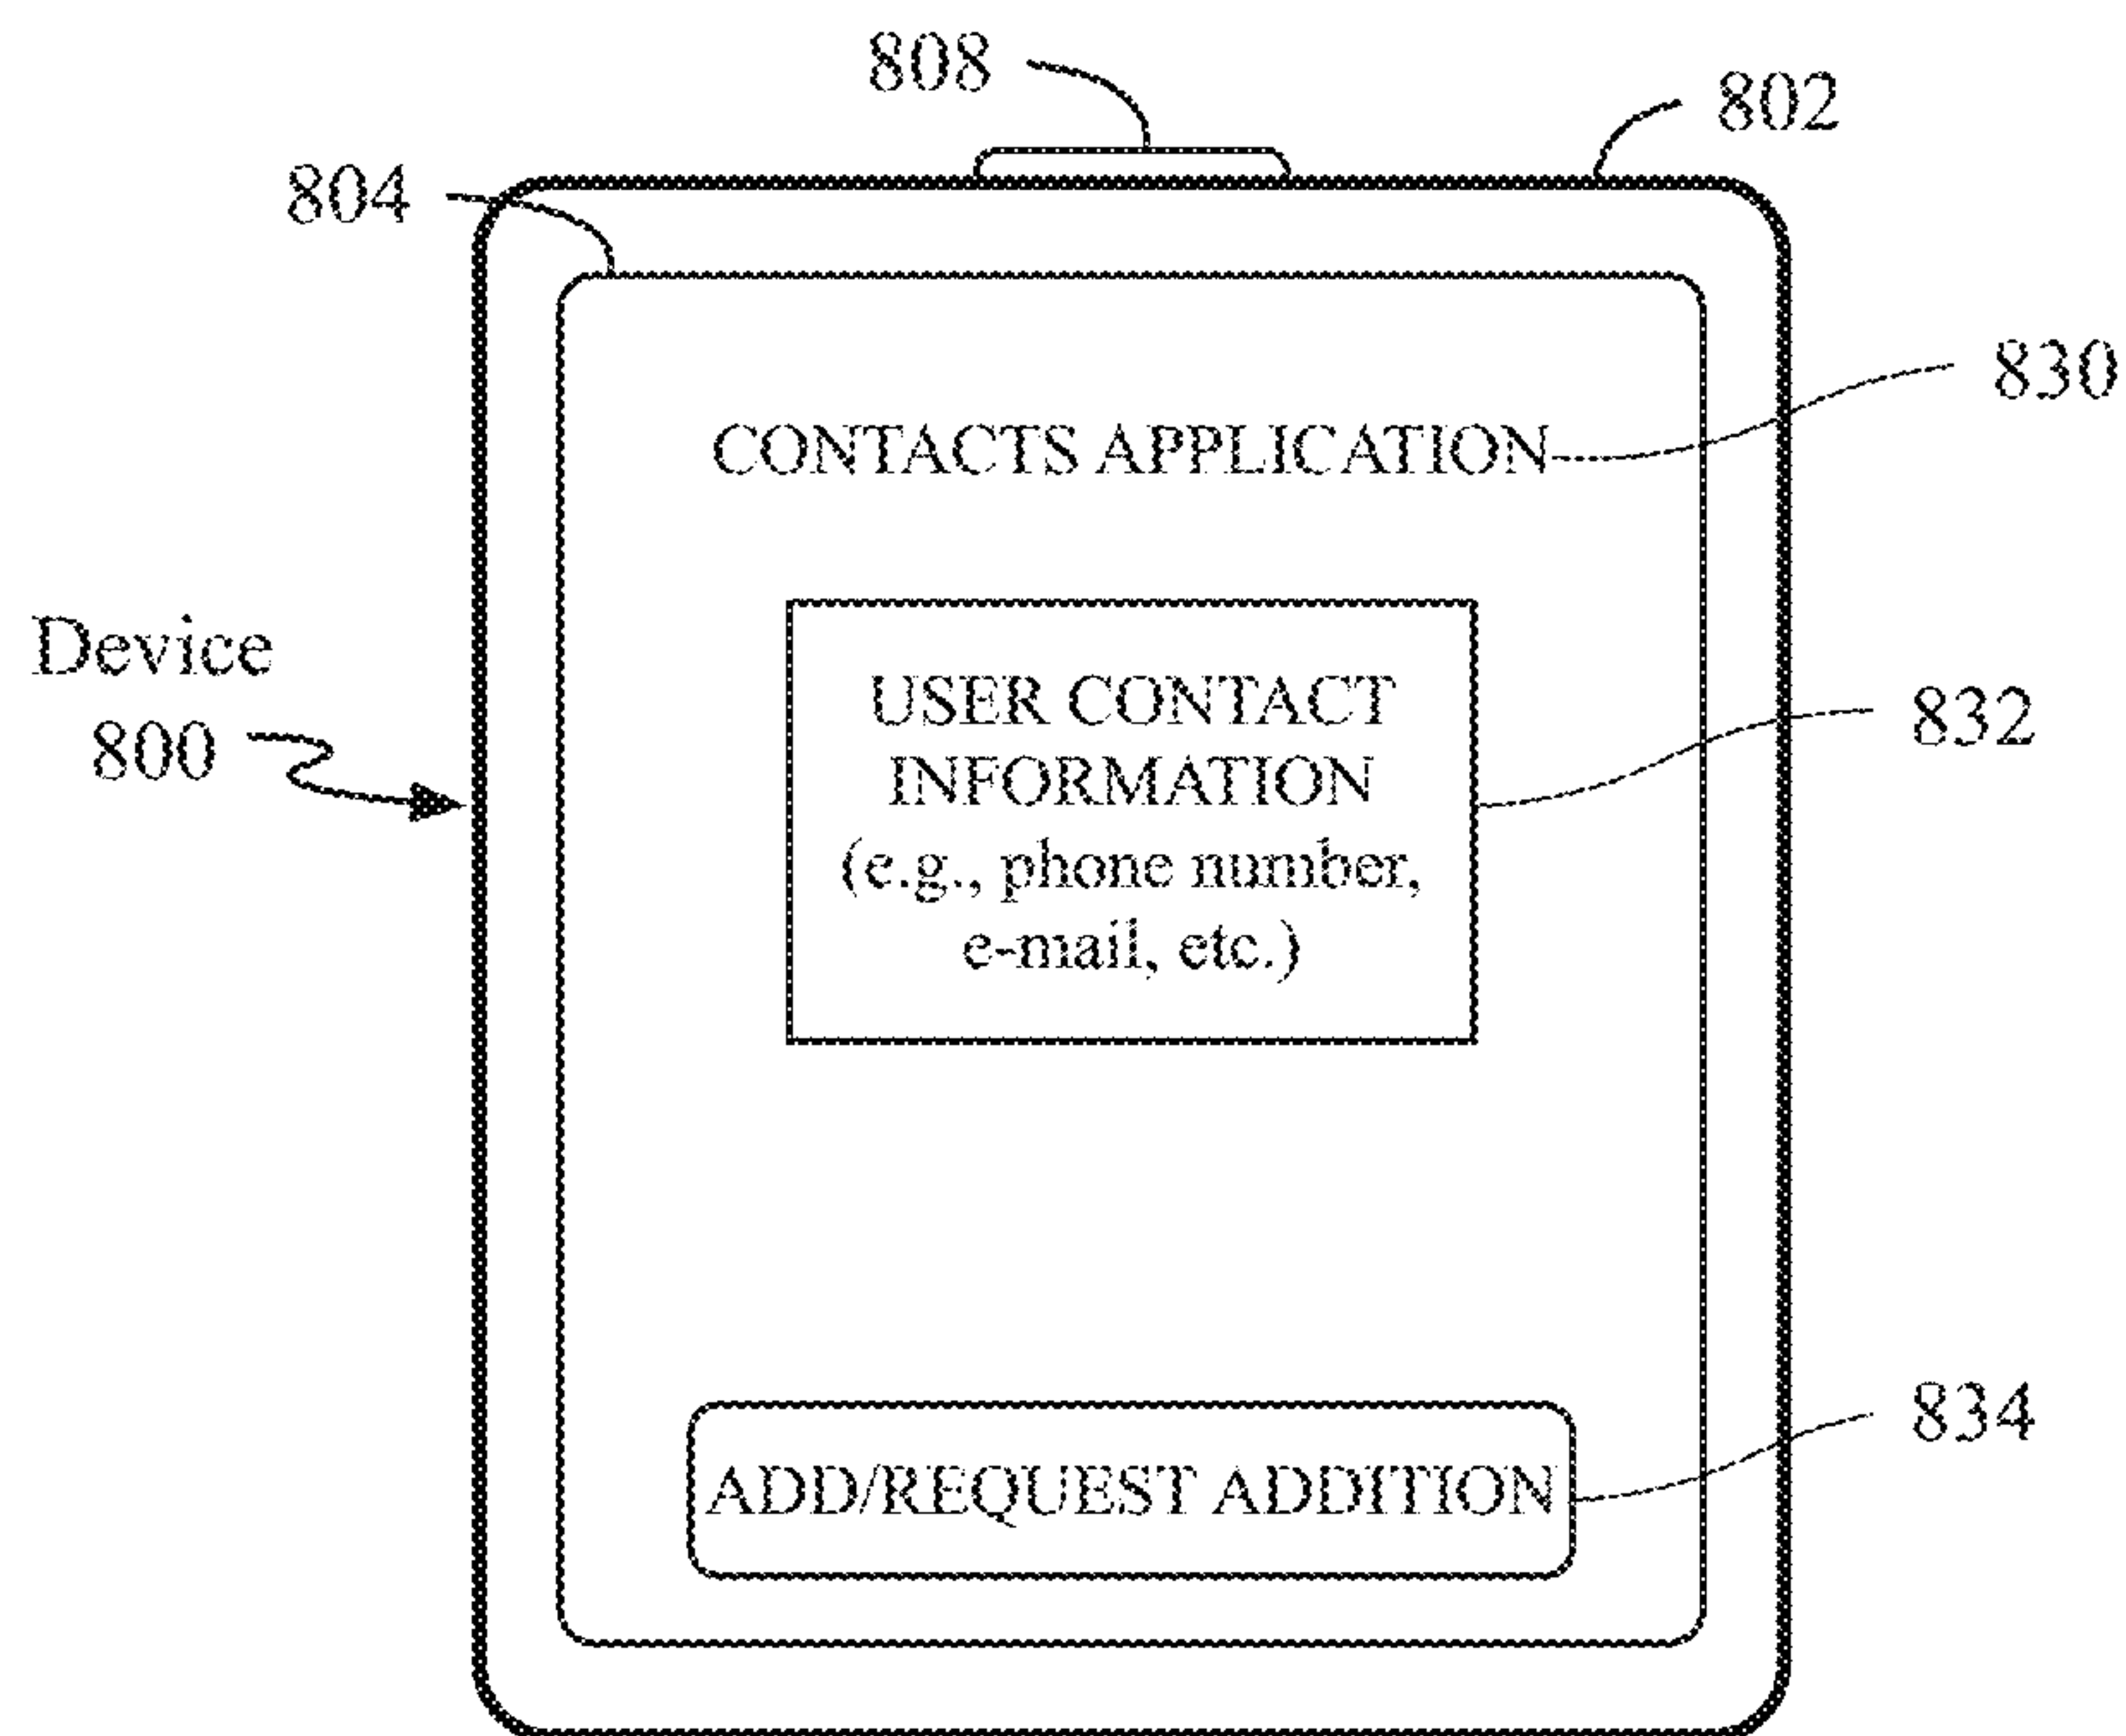 808
802
804
830
CONTACTS APPLICATION
Device
800
USER CONTACT
INFORMATION
(e.g., phone number,
e-mail, etc.)
832
834
ADD/REQUEST ADDITION